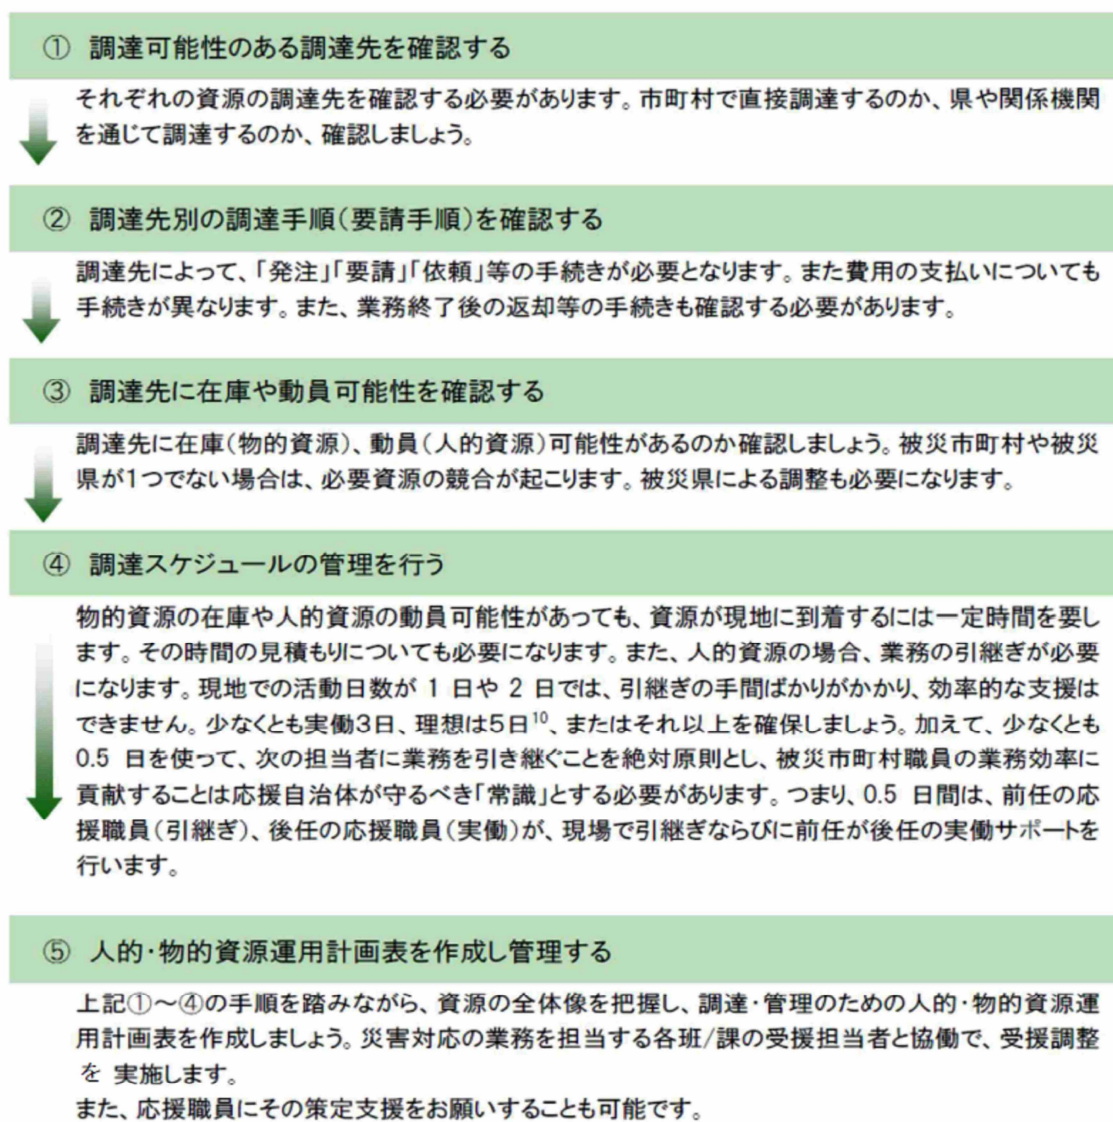 ① 調達可能性のある調達先を確認する
それぞれの資源の調達先を確認する必要があります。市町村で直接調達するのか、県や関係機関
を通じて調達するのか、確認しましょう。
② 調達先別の調達手順(要請手順)を確認する
調達先によって、「発注」「要請」「依頼」等の手続きが必要となります。また費用の支払いについても
手続きが異なります。また、業務終了後の返却等の手続きも確認する必要があります。
③ 調達先に在庫や動員可能性を確認する
調達先に在庫(物的資源)、動員(人的資源)可能性があるのか確認しましょう。被災市町村や被災
県が1つでない場合は、必要資源の競合が起こります。被災県による調整も必要になります。
④ 調達スケジュールの管理を行う
物的資源の在庫や人的資源の動員可能性があっても、資源が現地に到着するには一定時間を要し
ます。その時間の見積もりについても必要になります。また、人的資源の場合、業務の引継ぎが必要
になります。現地での活動日数が 1 日や 2 日では、引継ぎの手間ばかりがかかり、効率的な支援は
できません。少なくとも実働3日、理想は5日¹⁰、またはそれ以上を確保しましょう。加えて、少なくとも
0.5 日を使って、次の担当者に業務を引き継ぐことを絶対原則とし、被災市町村職員の業務効率に
貢献することは応援自治体が守るべき「常識」とする必要があります。つまり、0.5 日間は、前任の応
援職員(引継ぎ)、後任の応援職員(実働)が、現場で引継ぎならびに前任が後任の実働サポートを
行います。
⑤ 人的・物的資源運用計画表を作成し管理する
上記①~④の手順を踏みながら、資源の全体像を把握し、調達・管理のための人的・物的資源運
用計画表を作成しましょう。災害対応の業務を担当する各班/課の受援担当者と協働で、受援調整
を 実施します。
また、応援職員にその策定支援をお願いすることも可能です。